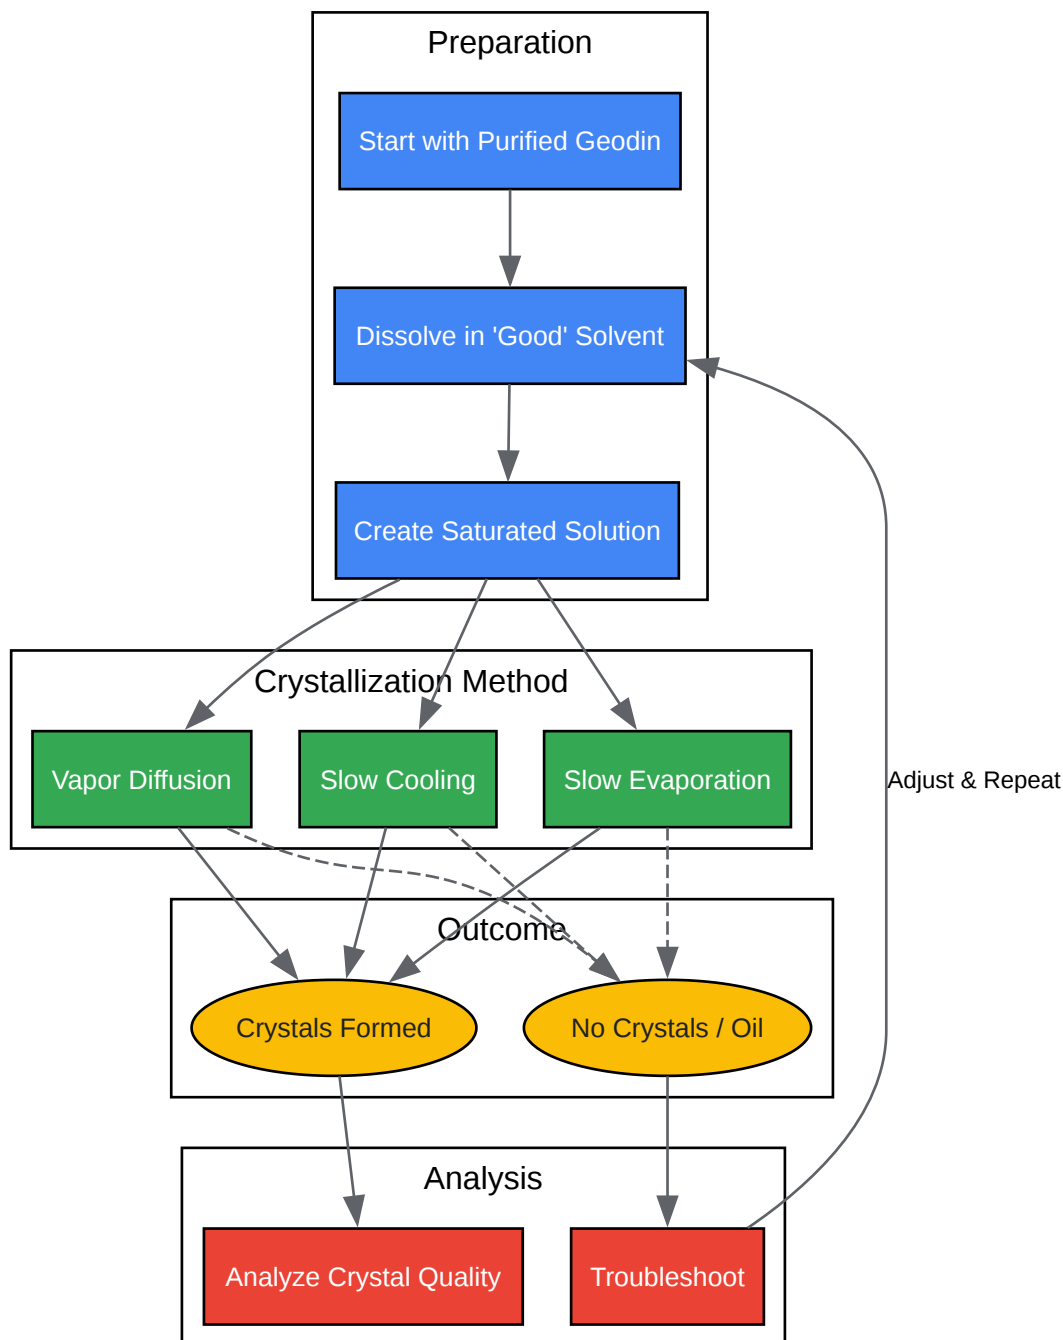 Preparation
Start with Purified Geodin
Dissolve in 'Good' Solvent
Create Saturated Solution
Crystallization Method
Vapor Diffusion
Slow Cooling
Slow Evaporation
Adjust & Repeat
Outcome
Crystals Formed
No Crystals / Oil
Analysis
Analyze Crystal Quality
Troubleshoot